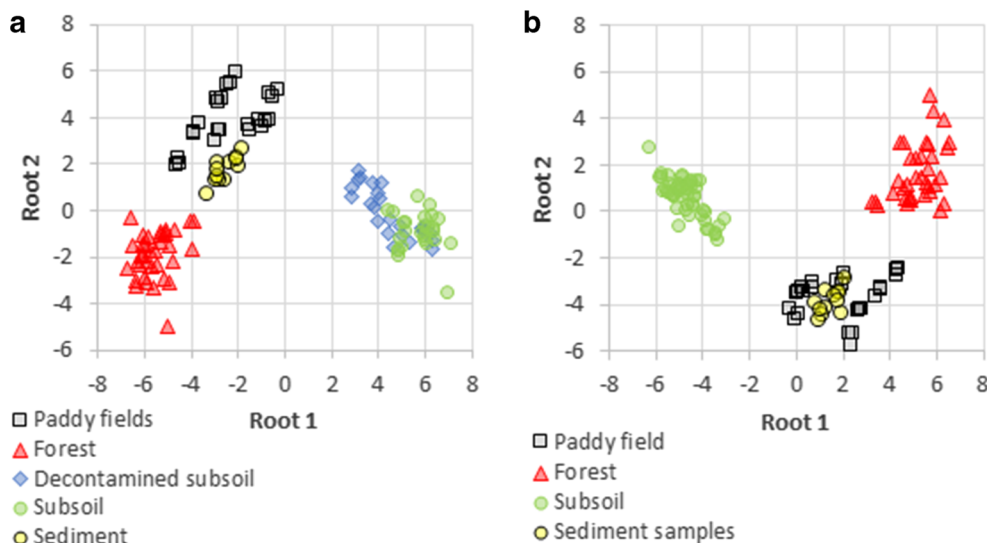 a
8
6
4
2
0
-2
-4
-6
Root 2
-8 -6 -4 -2 0 2 4 6 8
Root 1
Paddy fields
Forest
Decontamined subsoil
Subsoil
Sediment
b
8
6
4
2
0
-2
-4
-6
Root 2
-8 -6 -4 -2 0 2 4 6 8
Root 1
Paddy field
Forest
Subsoil
Sediment samples